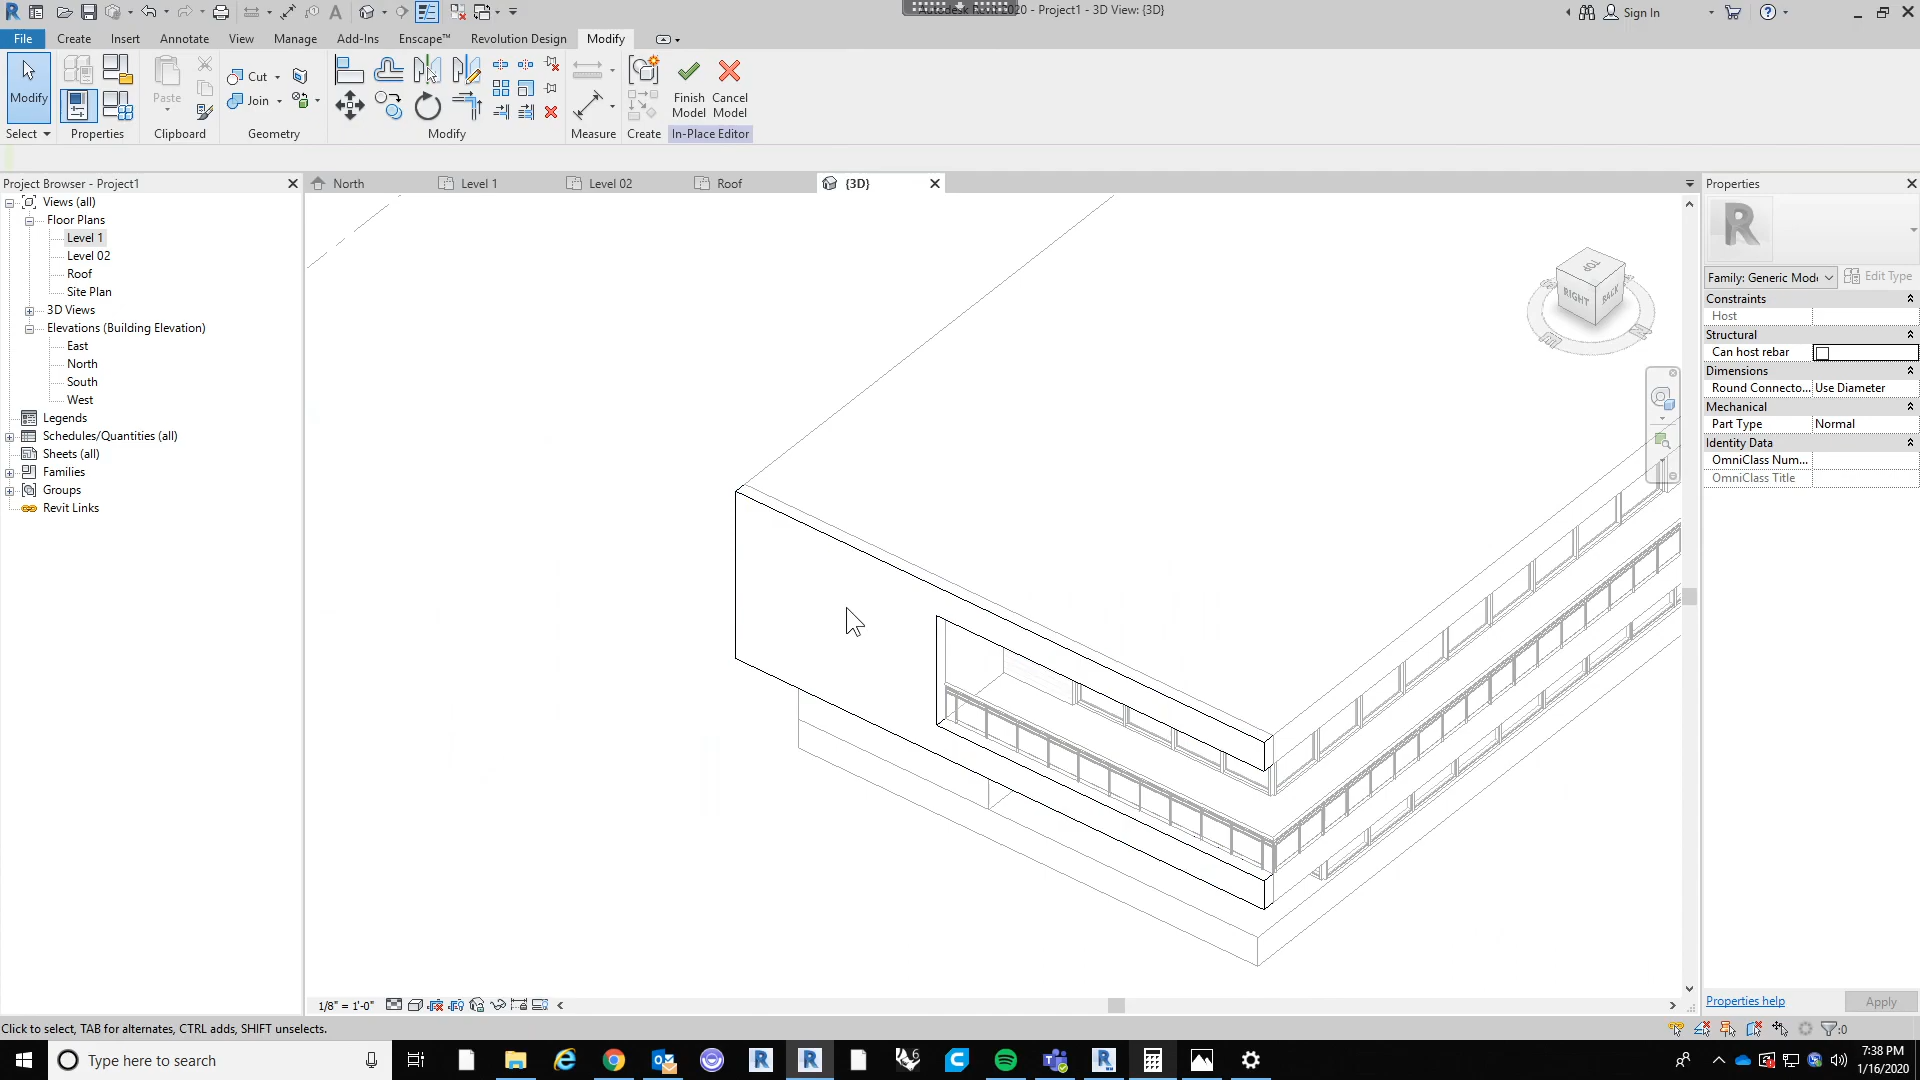 Autodesk Revit 2020 - Project1 - 3D View: {3D}
Sign In
File
Create
Insert
Annotate
View
Manage
Add-Ins
Enscape™
Revolution Design
Modify
Modify
Paste
Cut
Join
Finish
Model
Cancel
Model
Select
Properties
Clipboard
Geometry
Modify
Measure
Create
In-Place Editor
Project Browser - Project1
North
Level 1
Level 02
Roof
{3D}
Properties
Views (all)
Floor Plans
Level 1
Level 02
Roof
Site Plan
3D Views
Elevations (Building Elevation)
East
North
South
West
Legends
Schedules/Quantities (all)
Sheets (all)
Families
Groups
Revit Links
TOP
RIGHT
BACK
Family: Generic Mode
Edit Type
Constraints
Host
Structural
Can host rebar
Dimensions
Round Connecto...
Use Diameter
Mechanical
Part Type
Normal
Identity Data
OmniClass Num...
OmniClass Title
Properties help
Apply
1/8" = 1'-0"
Click to select, TAB for alternates, CTRL adds, SHIFT unselects.
:0
Type here to search
7:38 PM
1/16/2020